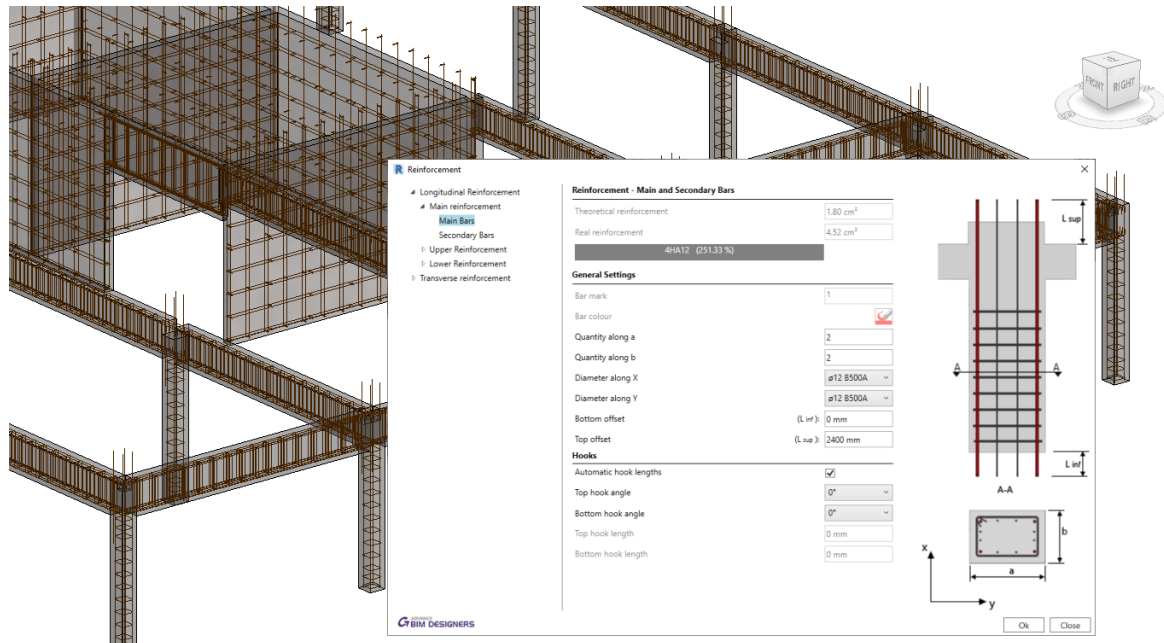 FRONT
RIGHT
Reinforcement
Longitudinal Reinforcement
Main reinforcement
Main Bars
Secondary Bars
Upper Reinforcement
Lower Reinforcement
Transverse reinforcement
Reinforcement - Main and Secondary Bars
Theoretical reinforcement 1.80 cm²
Real reinforcement 4.52 cm²
4HA12 (251.33 %)
General Settings
Bar mark 1
Bar colour
Quantity along a 2
Quantity along b 2
Diameter along X ø12 B500A
Diameter along Y ø12 B500A
Bottom offset (L inf ): 0 mm
Top offset (L sup ): 2400 mm
Hooks
Automatic hook lengths
Top hook angle 0°
Bottom hook angle 0°
Top hook length 0 mm
Bottom hook length 0 mm
L sup
A A
L inf
A-A
b
a
x
y
ADVANCE
BIM DESIGNERS
Ok Close